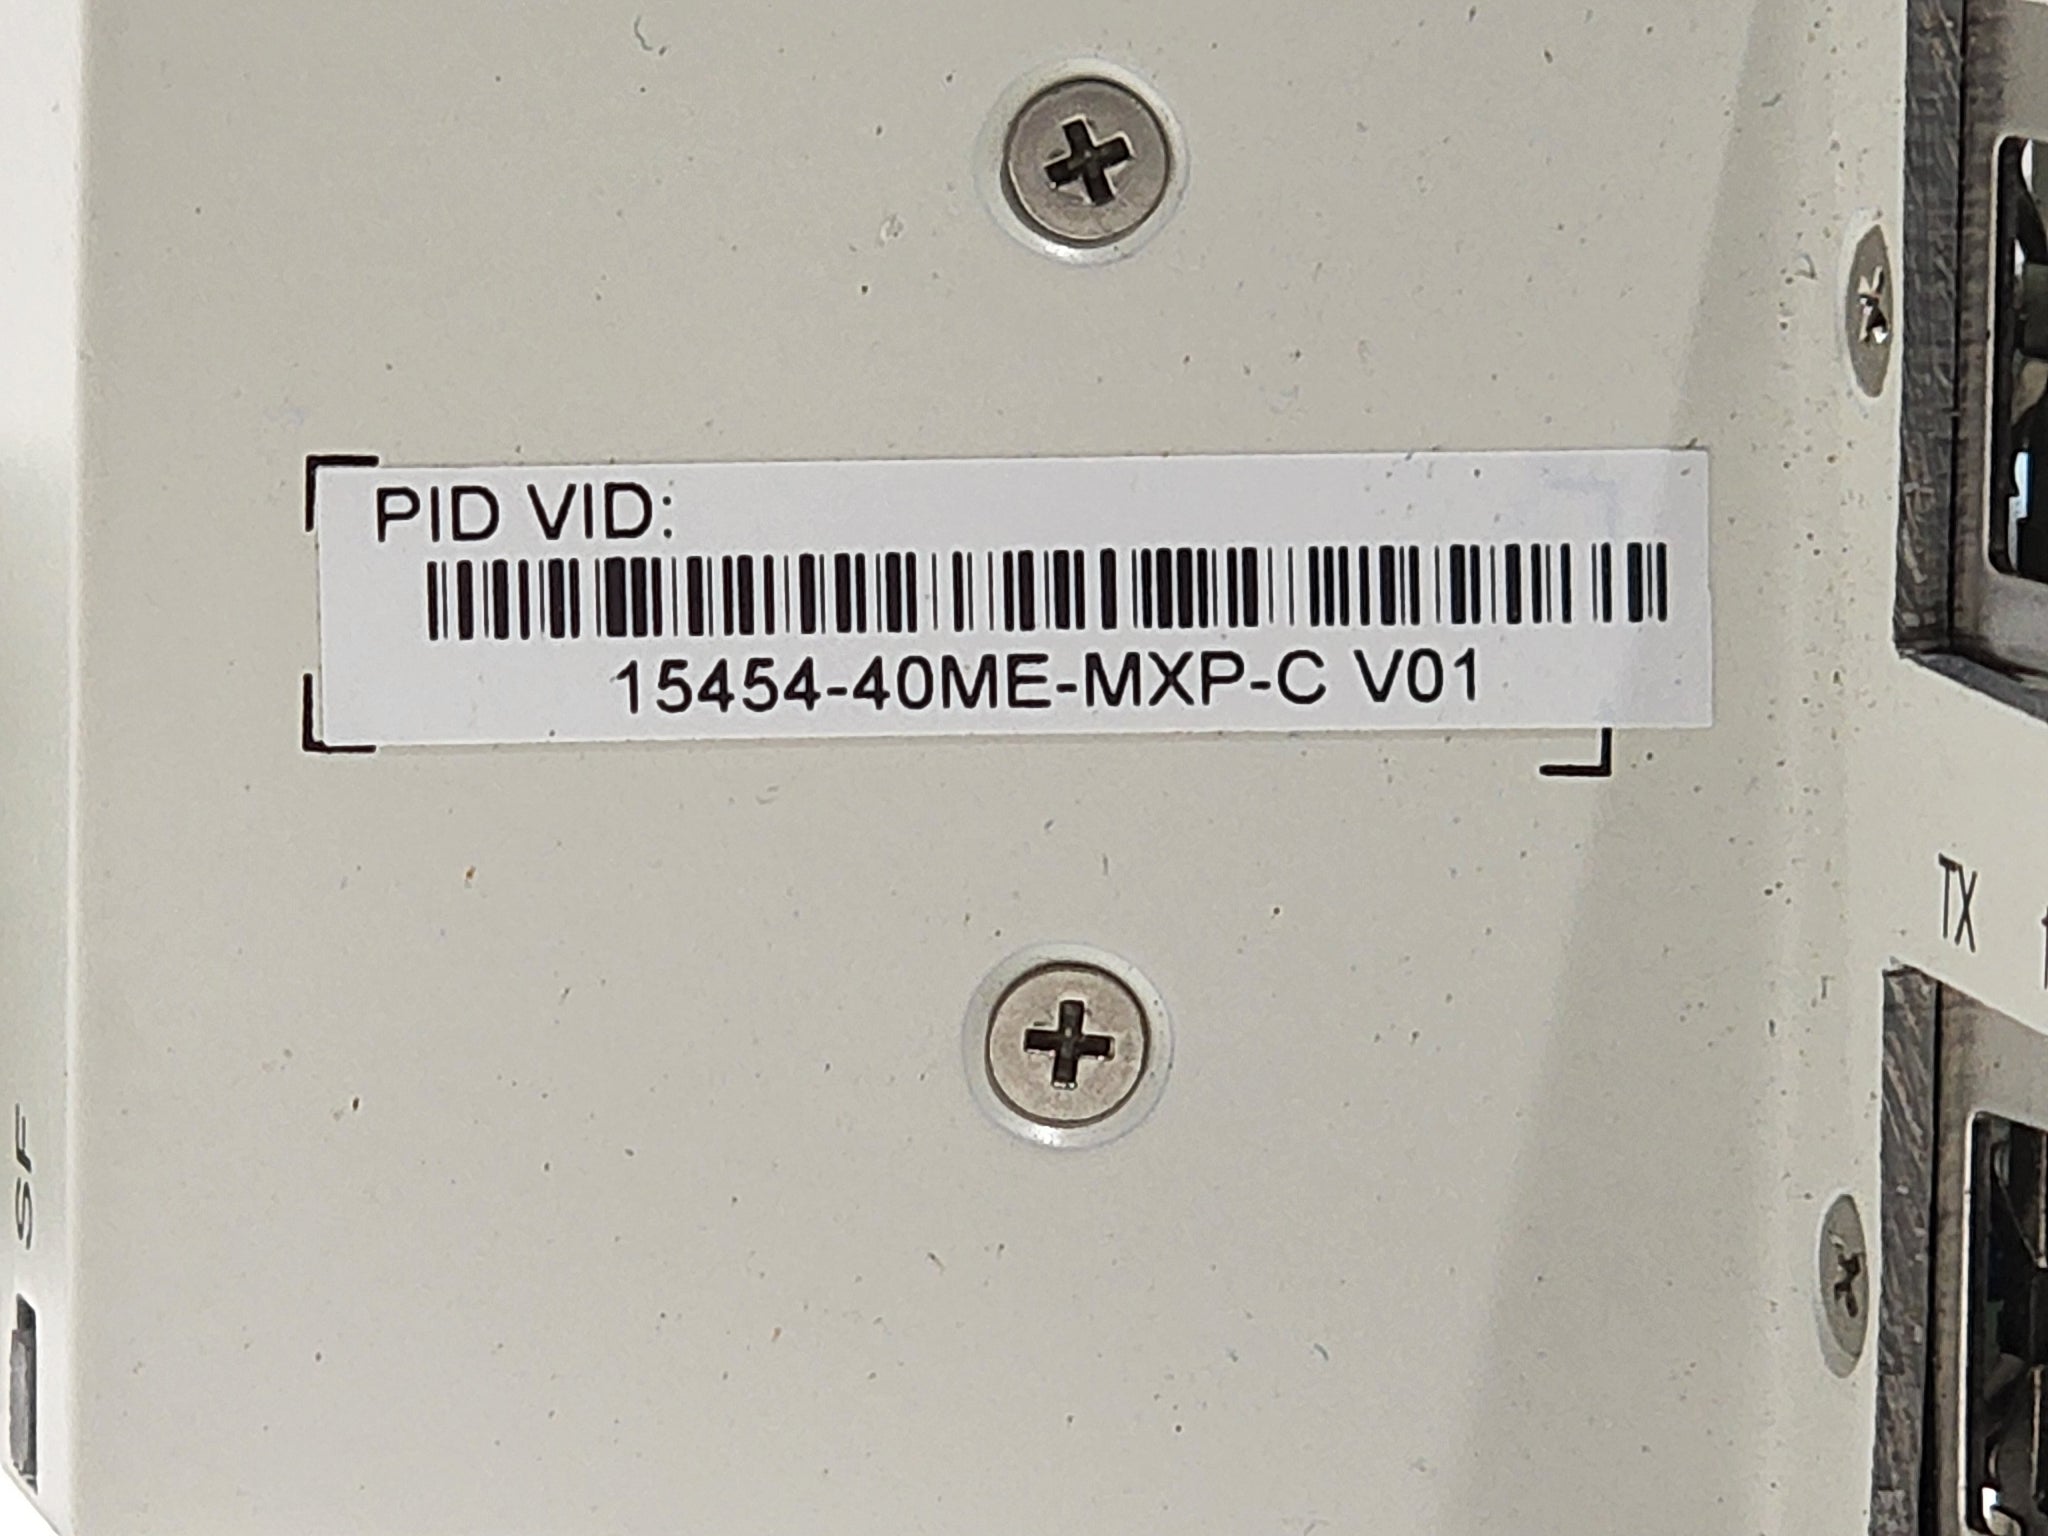 PID VID:
15454-40ME-MXP-C V01
TX
SF